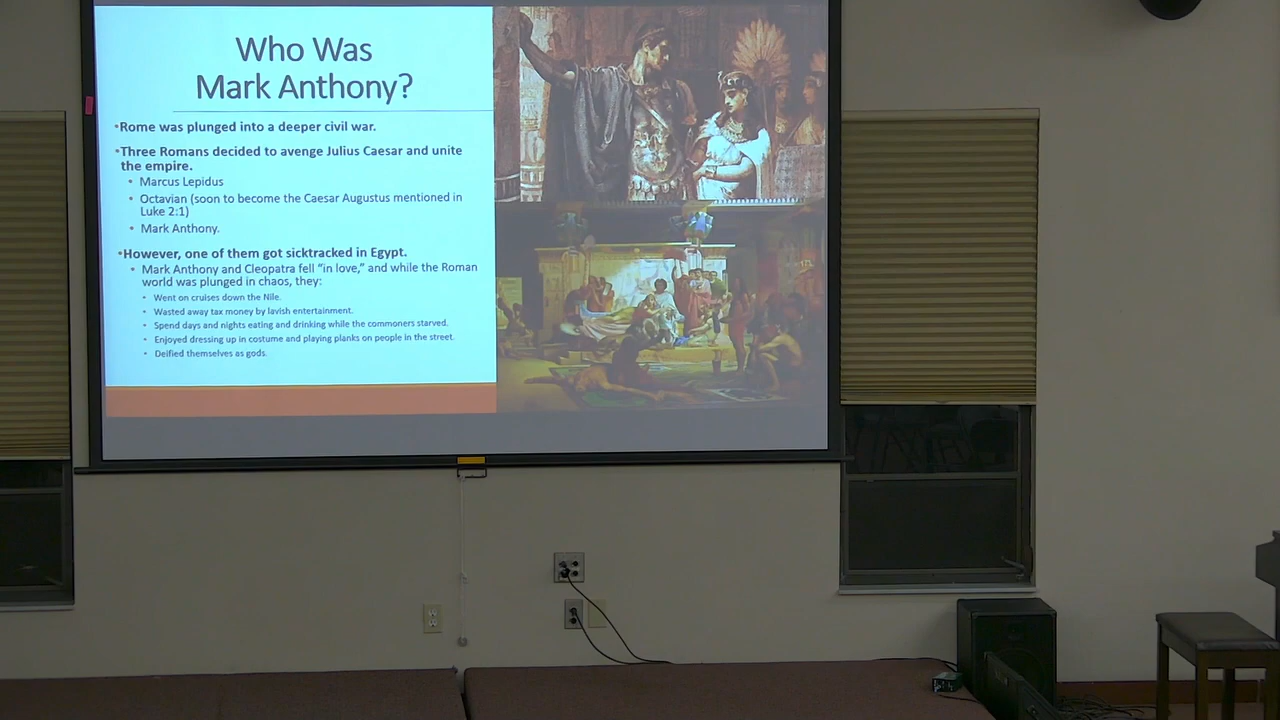 Who Was
Mark Anthony?
•Rome was plunged into a deeper civil war.
•Three Romans decided to avenge Julius Caesar and unite
the empire.
• Marcus Lepidus
• Octavian (soon to become the Caesar Augustus mentioned in
Luke 2:1)
• Mark Anthony.
•However, one of them got sicktracked in Egypt.
• Mark Anthony and Cleopatra fell “in love,” and while the Roman
world was plunged in chaos, they:
• Went on cruises down the Nile.
• Wasted away tax money by lavish entertainment.
• Spend days and nights eating and drinking while the commoners starved.
• Enjoyed dressing up in costume and playing planks on people in the street.
• Deified themselves as gods.